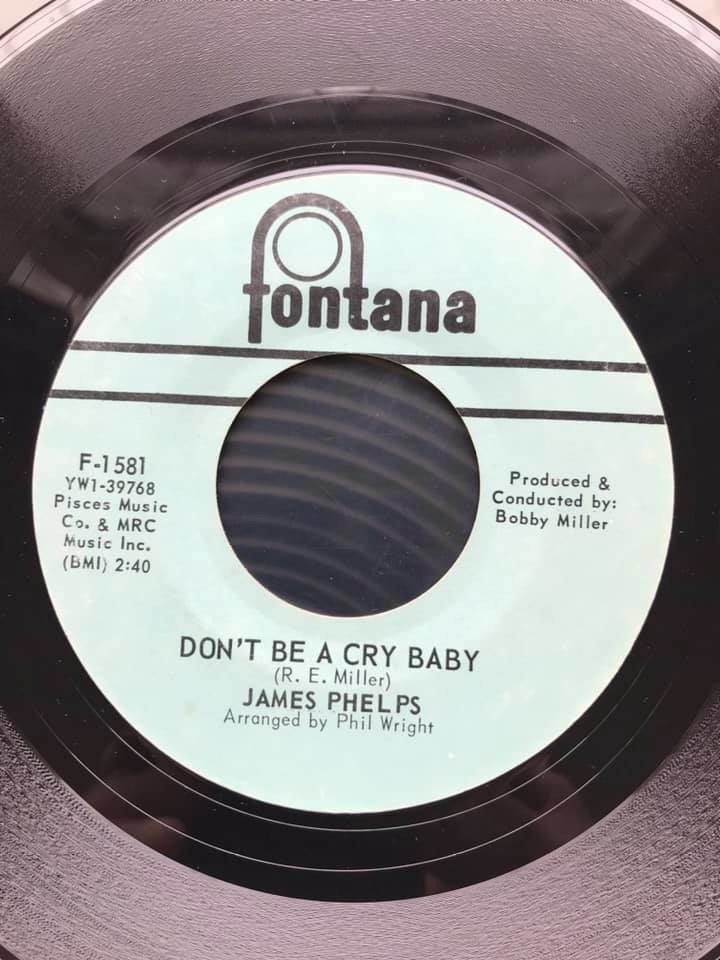 fontana
F-1581
YW1-39768
Pisces Music
Co. & MRC
Music Inc.
(BMI) 2:40
Produced &
Conducted by:
Bobby Miller
DON'T BE A CRY BABY
(R. E. Miller)
JAMES PHELPS
Arranged by Phil Wright